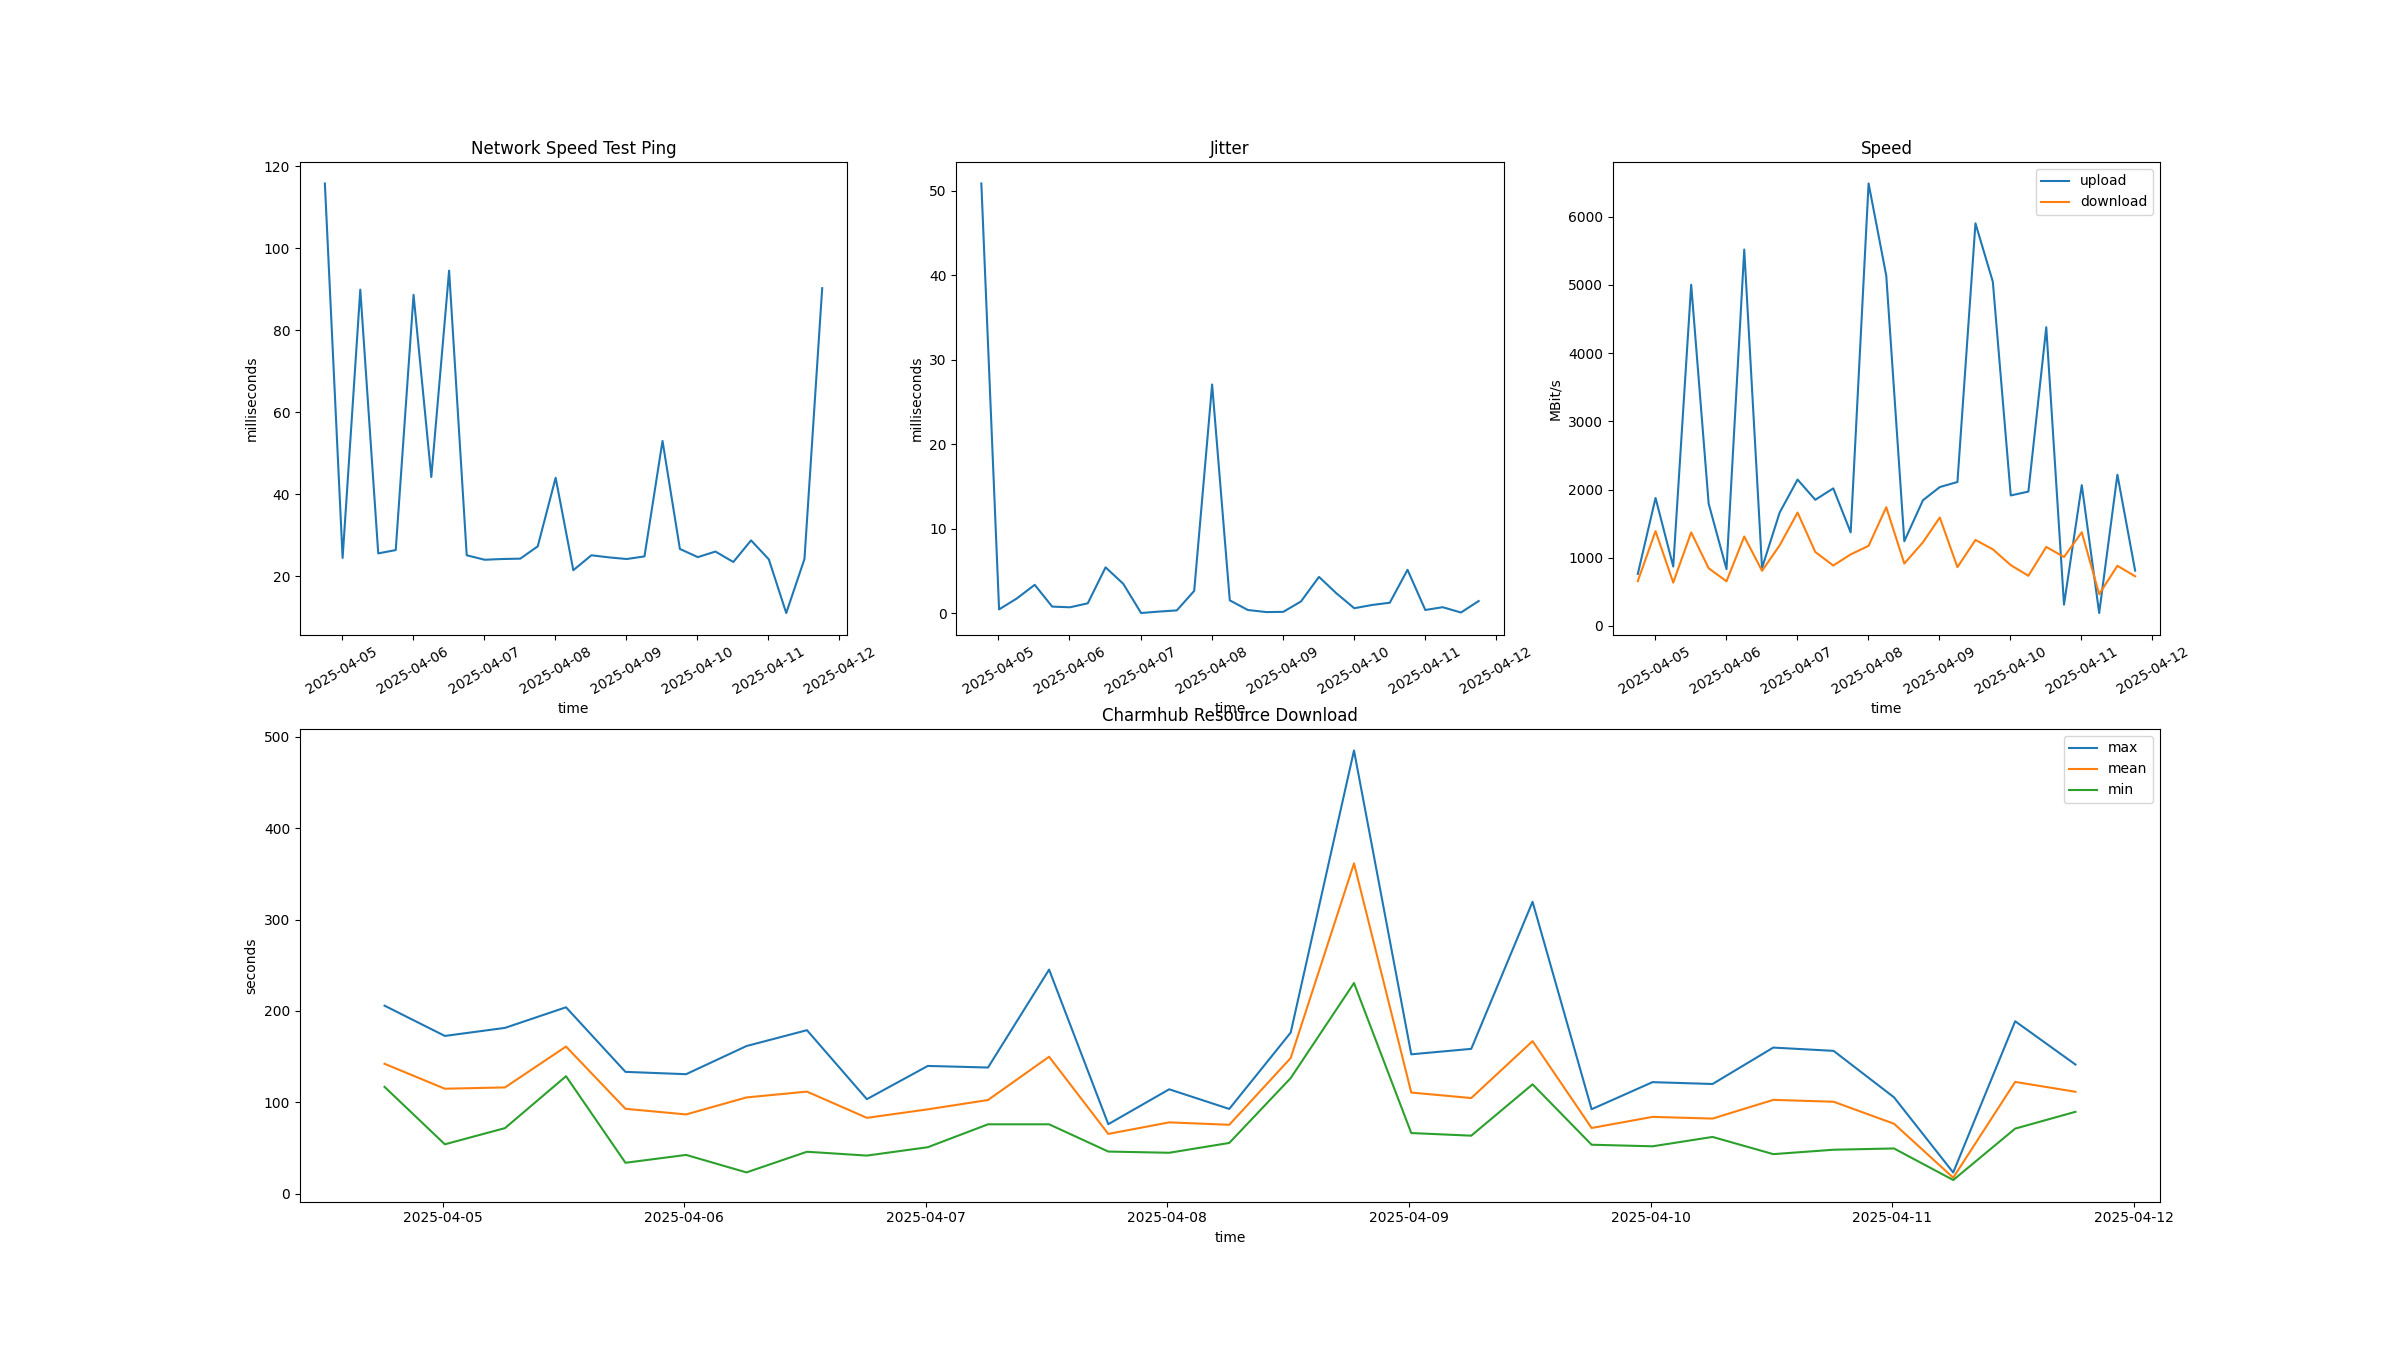 Network Speed Test Ping
120
100
80
60
40
20
milliseconds
2025-04-05 2025-04-06 2025-04-07 2025-04-08 2025-04-09 2025-04-10 2025-04-11 2025-04-12
time
Jitter
50
40
30
20
10
0
milliseconds
2025-04-05 2025-04-06 2025-04-07 2025-04-08 2025-04-09 2025-04-10 2025-04-11 2025-04-12
time
Speed
upload
download
6000
5000
4000
3000
2000
1000
0
MBit/s
2025-04-05 2025-04-06 2025-04-07 2025-04-08 2025-04-09 2025-04-10 2025-04-11 2025-04-12
time
Charmhub Resource Download
max
mean
min
500
400
300
200
100
0
seconds
2025-04-05 2025-04-06 2025-04-07 2025-04-08 2025-04-09 2025-04-10 2025-04-11 2025-04-12
time